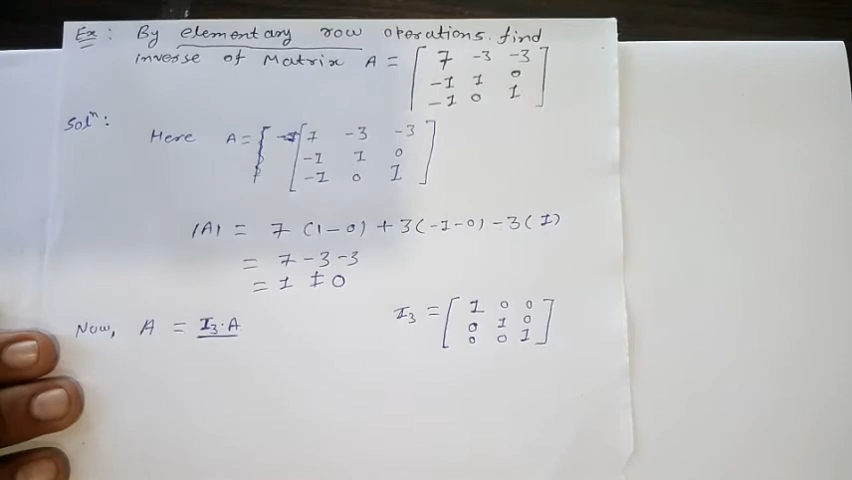 Ex : By elementary row operations. find
inverse of Matrix A = [ 7 -3 -3
-1 1 0
-1 0 1 ]
Solⁿ :
Here A = [ 7 -3 -3
-1 1 0
-1 0 1 ]
|A| = 7 (1-0) + 3(-1-0) - 3(1)
= 7 - 3 - 3
= 1 ≠ 0
Now, A = I₃·A
I₃ = [ 1 0 0
0 1 0
0 0 1 ]